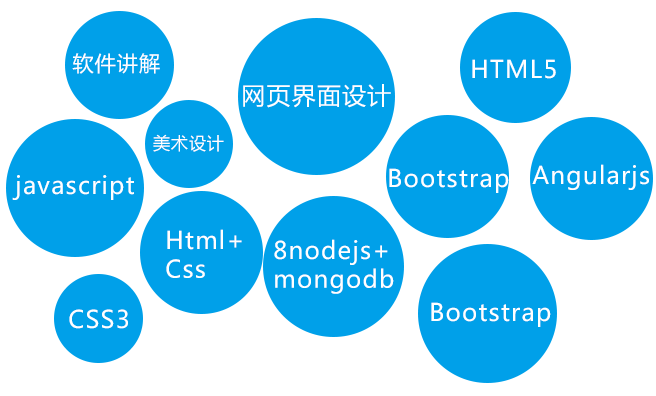 软件讲解
HTML5
网页界面设计
美术设计
javascript
Bootstrap
Angularjs
Html+
Css
8nodejs+
mongodb
CSS3
Bootstrap